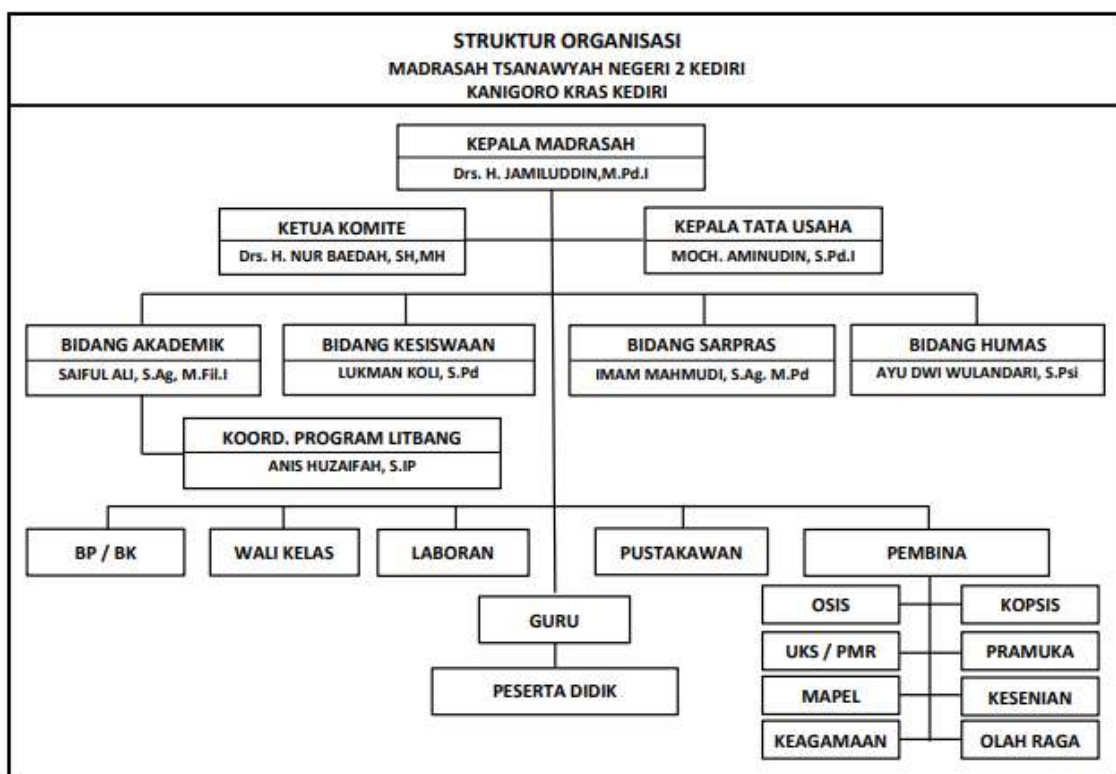 STRUKTUR ORGANISASI
MADRASAH TSANAWYAH NEGERI 2 KEDIRI
KANIGORO KRAS KEDIRI
KEPALA MADRASAH
Drs. H. JAMILUDDIN,M.Pd.I
KETUA KOMITE
Drs. H. NUR BAEDAH, SH,MH
KEPALA TATA USAHA
MOCH. AMINUDIN, S.Pd.I
BIDANG AKADEMIK
SAIFUL ALI, S.Ag, M.Fil.I
BIDANG KESISWAAN
LUKMAN KOLI, S.Pd
BIDANG SARPRAS
IMAM MAHMUDI, S.Ag. M.Pd
BIDANG HUMAS
AYU DWI WULANDARI, S.Psi
KOORD. PROGRAM LITBANG
ANIS HUZAIFAH, S.IP
BP / BK
WALI KELAS
LABORAN
PUSTAKAWAN
PEMBINA
GURU
PESERTA DIDIK
OSIS
KOPSIS
UKS / PMR
PRAMUKA
MAPEL
KESENIAN
KEAGAMAAN
OLAH RAGA